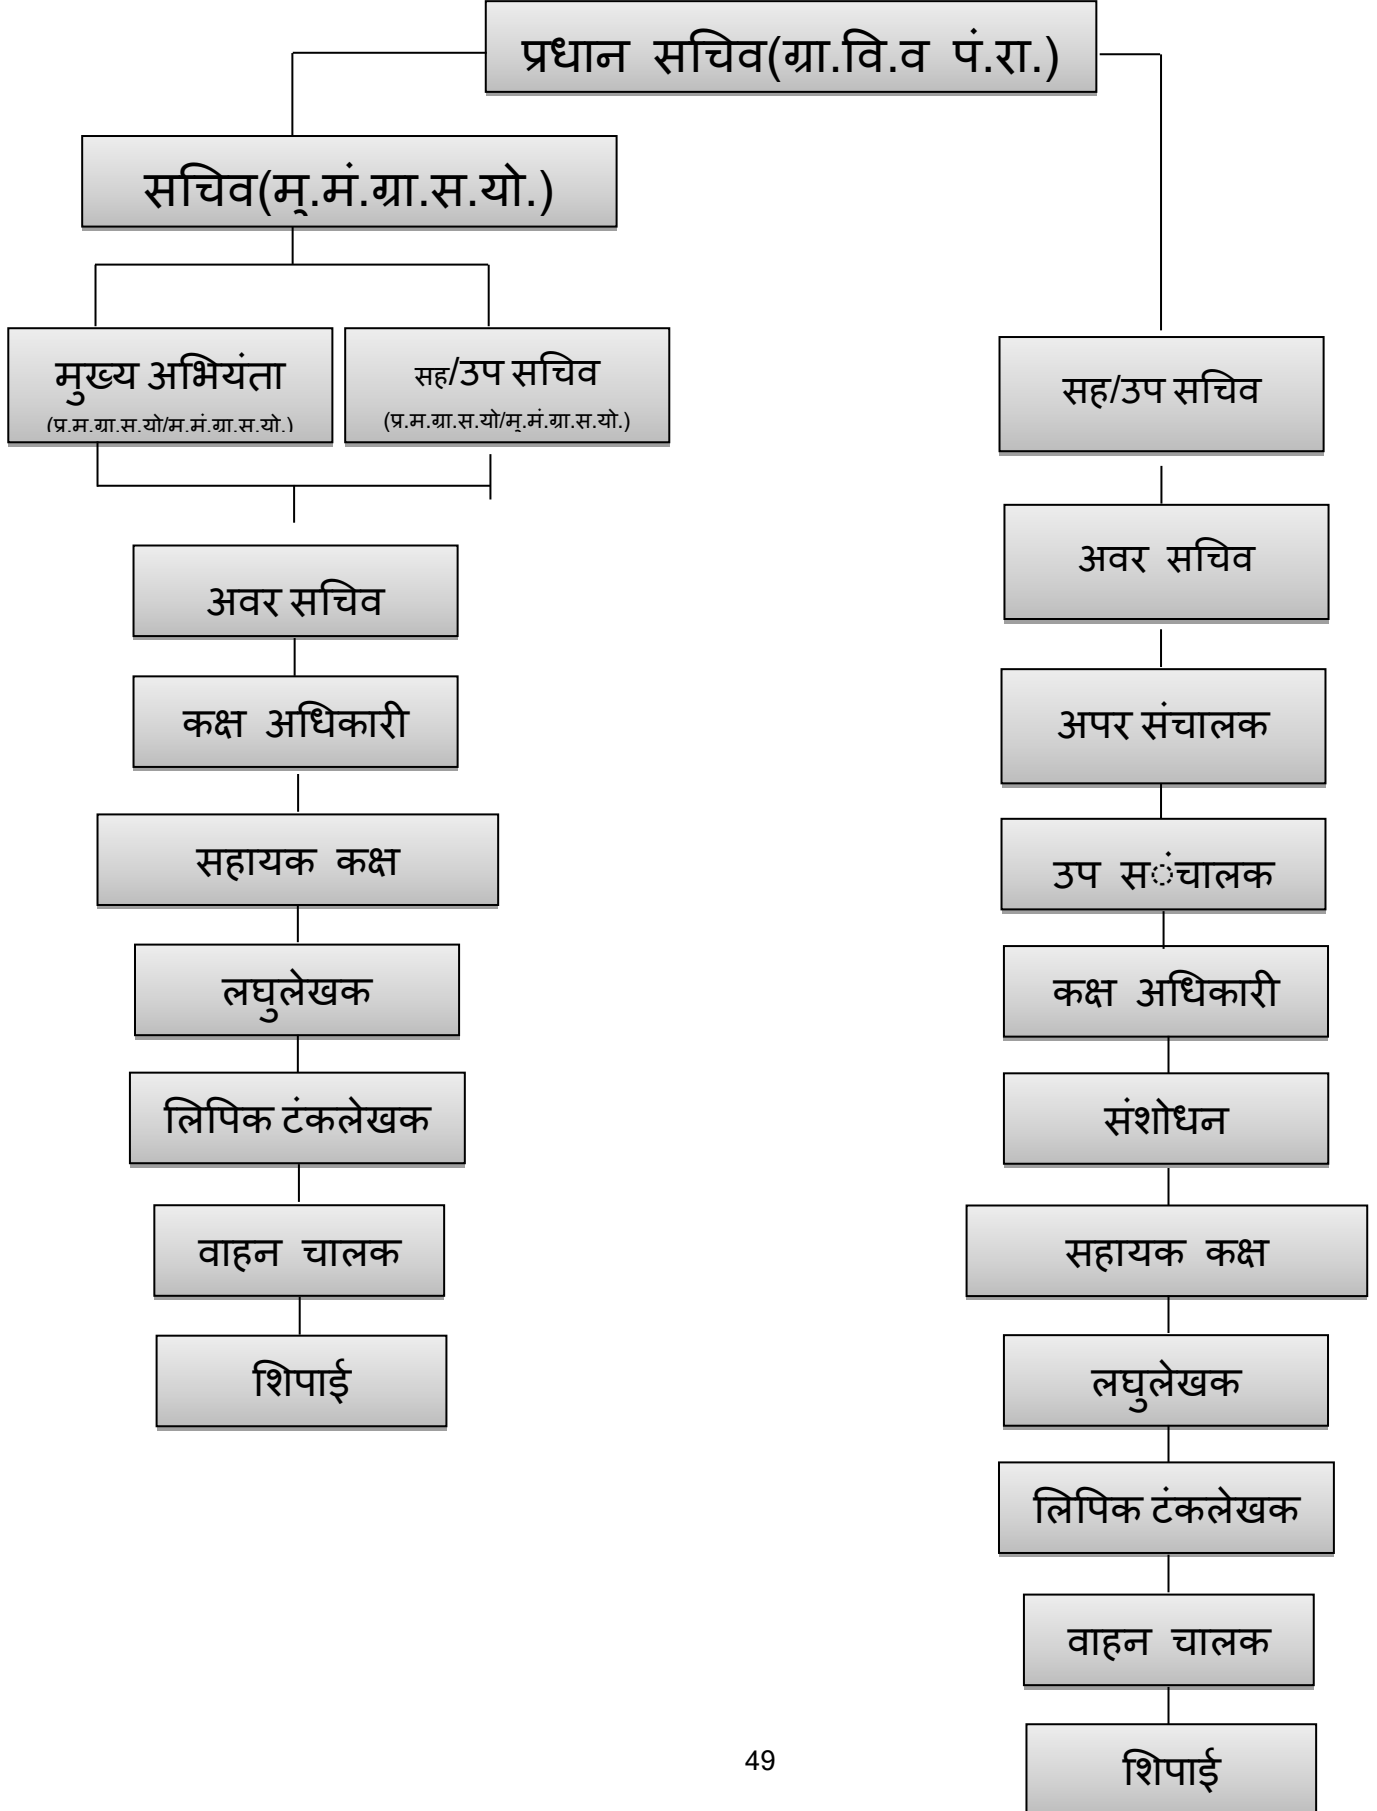 प्रधान सचिव(ग्रा.वि.व पं.रा.)
सचिव(मु.मं.ग्रा.स.यो.)
मुख्य अभियंता
(प्र.म.ग्रा.स.यो/म.मं.ग्रा.स.यो.)
सह/उप सचिव
(प्र.म.ग्रा.स.यो/मु.मं.ग्रा.स.यो.)
अवर सचिव
कक्ष अधिकारी
सहायक कक्ष
लघुलेखक
लिपिक टंकलेखक
वाहन चालक
शिपाई
सह/उप सचिव
अवर सचिव
अपर संचालक
उप संचालक
कक्ष अधिकारी
संशोधन
सहायक कक्ष
लघुलेखक
लिपिक टंकलेखक
वाहन चालक
शिपाई
49